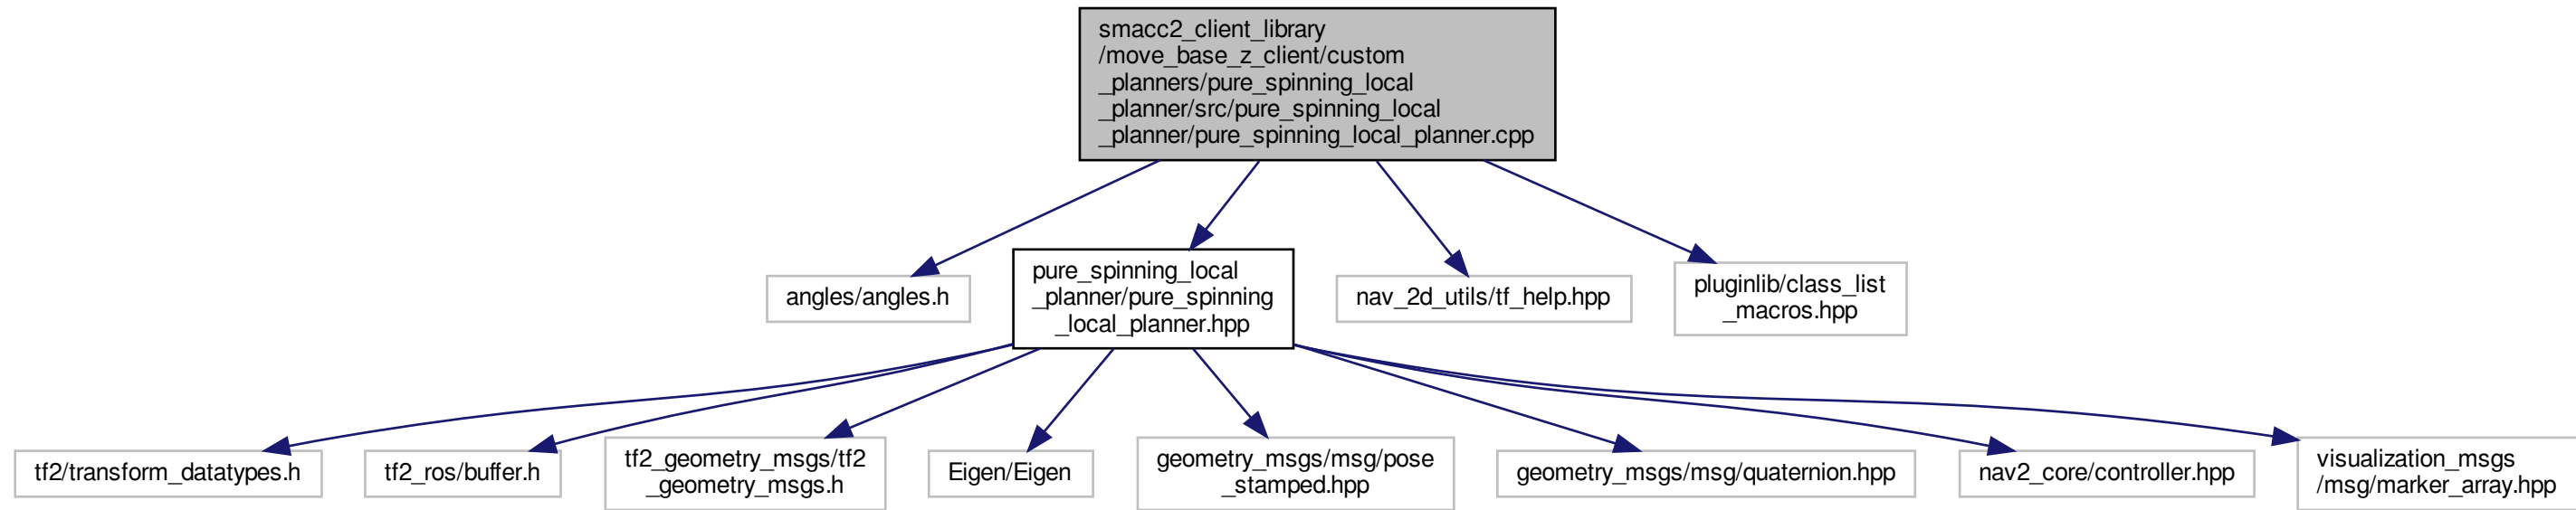 smacc2_client_library
/move_base_z_client/custom
_planners/pure_spinning_local
_planner/src/pure_spinning_local
_planner/pure_spinning_local_planner.cpp
angles/angles.h
pure_spinning_local
_planner/pure_spinning
_local_planner.hpp
nav_2d_utils/tf_help.hpp
pluginlib/class_list
_macros.hpp
tf2/transform_datatypes.h
tf2_ros/buffer.h
tf2_geometry_msgs/tf2
_geometry_msgs.h
Eigen/Eigen
geometry_msgs/msg/pose
_stamped.hpp
geometry_msgs/msg/quaternion.hpp
nav2_core/controller.hpp
visualization_msgs
/msg/marker_array.hpp